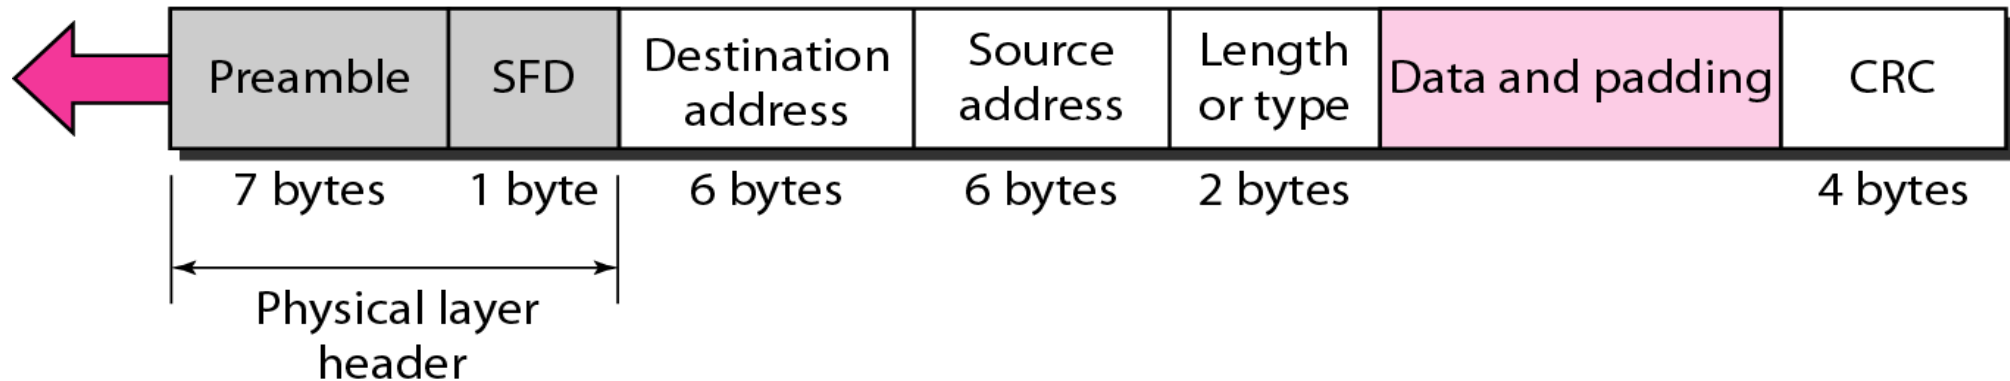 Preamble
SFD
Destination
address
Source
address
Length
or type
Data and padding
CRC
7 bytes
1 byte
6 bytes
6 bytes
2 bytes
4 bytes
Physical layer
header